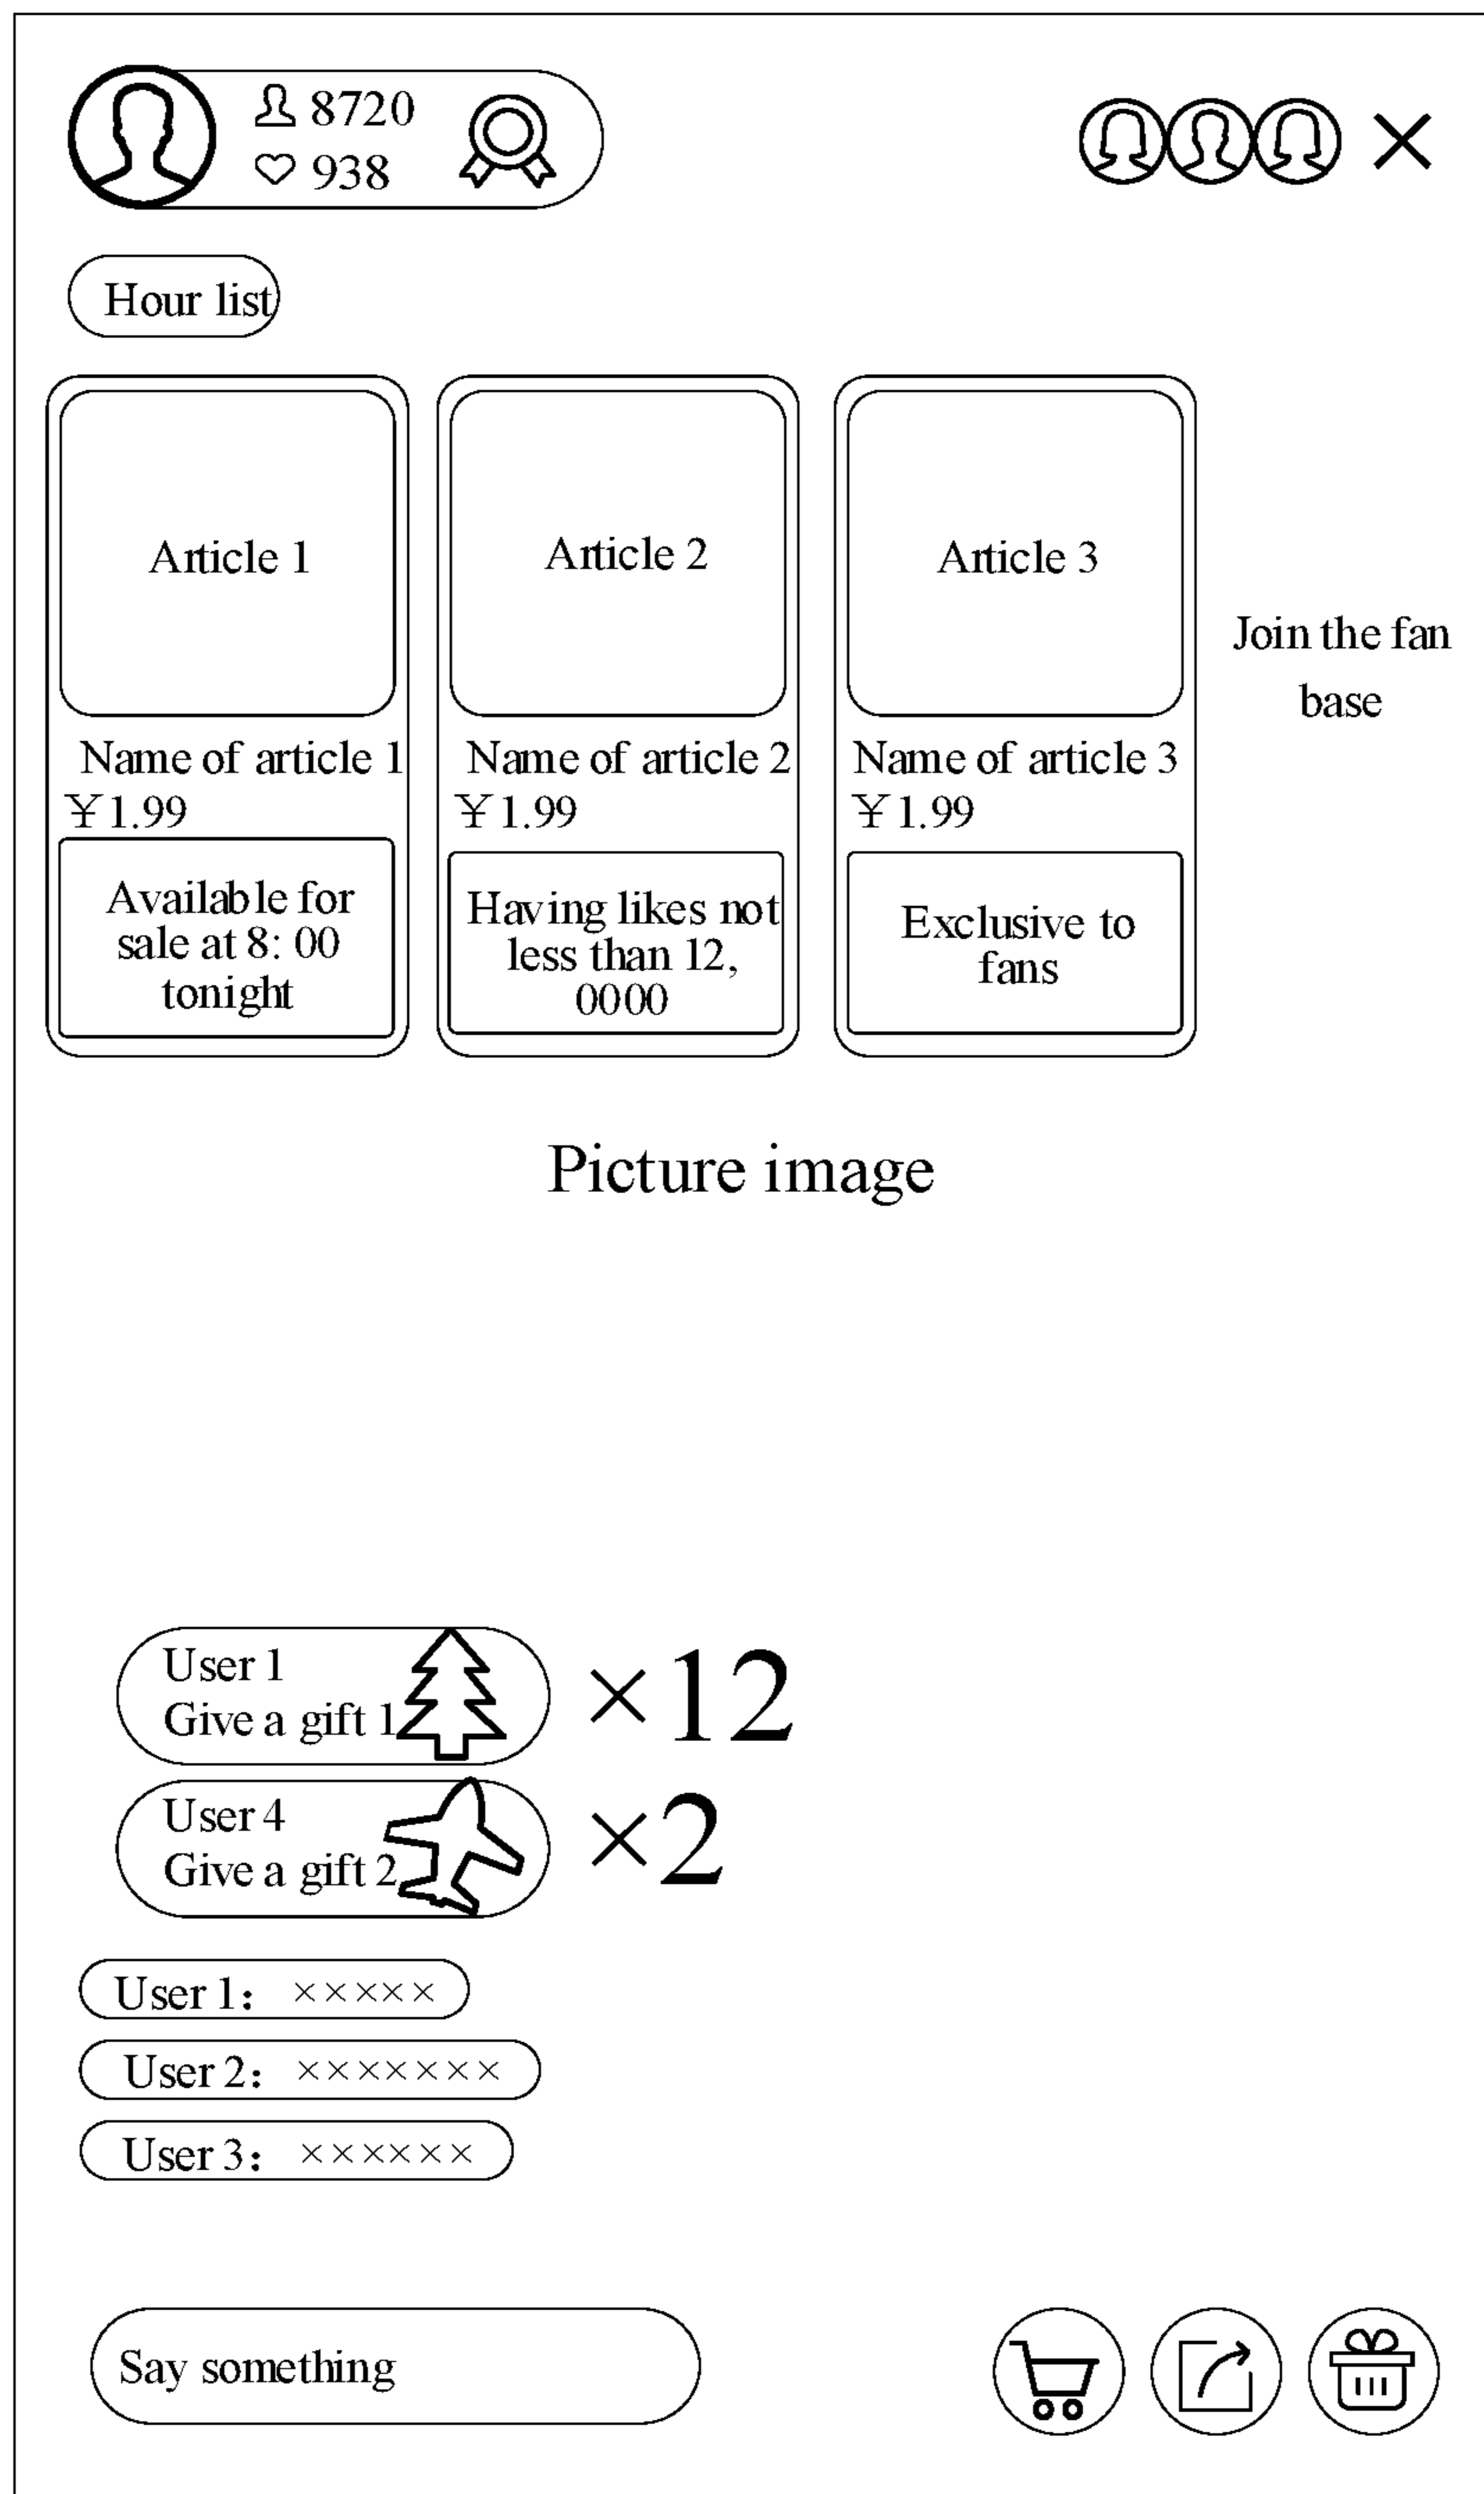 8720
938
Hour list
Article 1
Article 2
Article 3
Join the fan
base
Name of article 1
¥1.99
Available for
sale at 8: 00
tonight
Name of article 2
¥1.99
Having likes not
less than 12,
0000
Name of article 3
¥1.99
Exclusive to
fans
Picture image
User 1
Give a gift 1
×12
User 4
Give a gift 2
×2
User 1: ×××××
User 2: ×××××××
User 3: ××××××
Say something